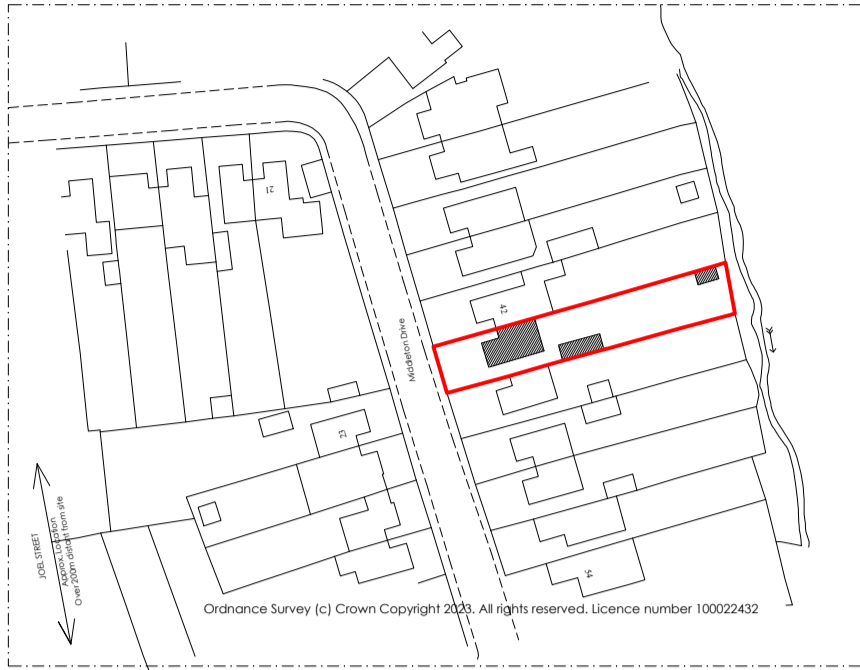 21
Middleton Drive
42
23
54
JOEL STREET
Approx. Location
Over 200m distant from site
Ordnance Survey (c) Crown Copyright 2023. All rights reserved. Licence number 100022432